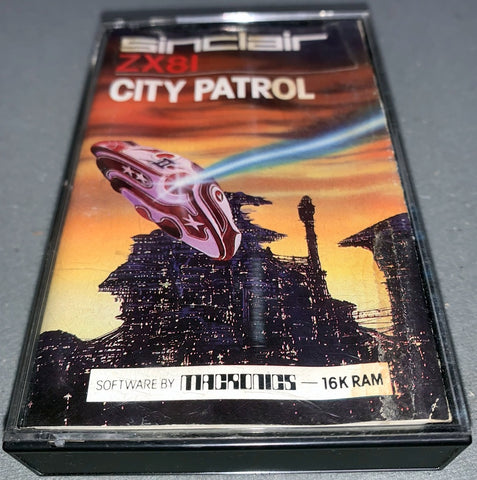 sinclair
ZX81
CITY PATROL
SOFTWARE BY MACRONICS — 16K RAM